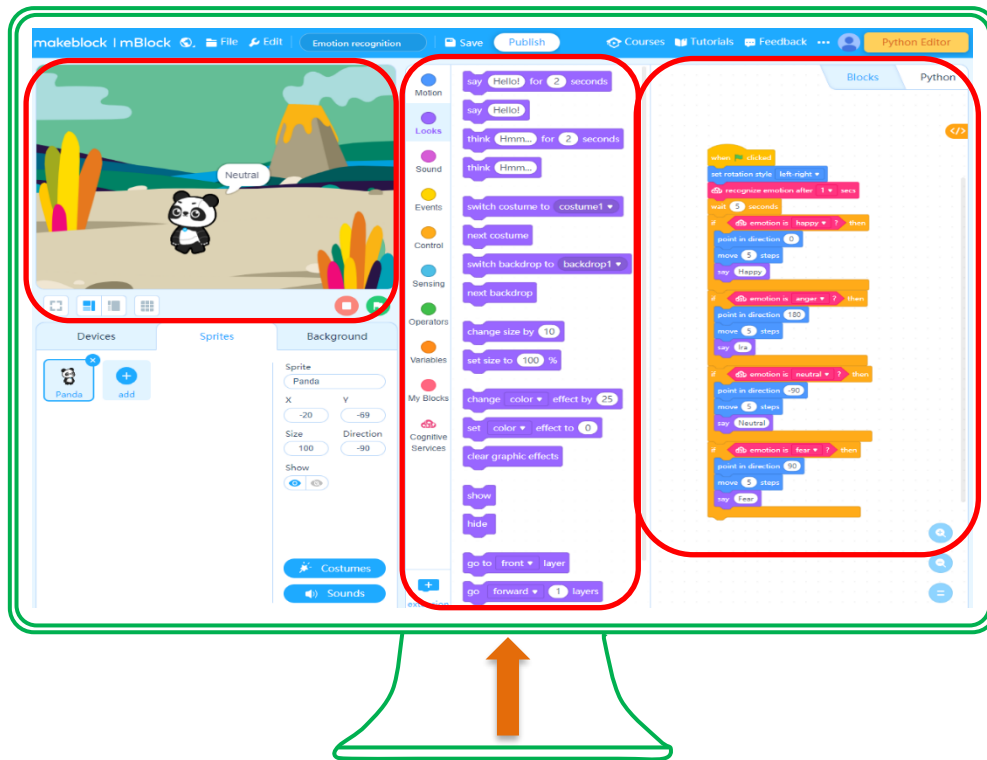 makeblock | mBlock File Edit Emotion recognition Save Publish Courses Tutorials Feedback ••• Python Editor
Neutral
Devices Sprites Background
Panda
add
Sprite
Panda
X Y
-20 -69
Size Direction
100 -90
Show
Costumes
Sounds
Motion
Looks
Sound
Events
Control
Sensing
Operators
Variables
My Blocks
Cognitive
Services
extension
say Hello! for 2 seconds
say Hello!
think Hmm... for 2 seconds
think Hmm...
switch costume to costume1
next costume
switch backdrop to backdrop1
next backdrop
change size by 10
set size to 100 %
change color effect by 25
set color effect to 0
clear graphic effects
show
hide
go to front layer
go forward 1 layers
Blocks Python
</>
when clicked
set rotation style left-right
recognize emotion after 1 secs
wait 5 seconds
if emotion is happy ? then
point in direction 0
move 5 steps
say Happy
if emotion is anger ? then
point in direction 180
move 5 steps
say Ira
if emotion is neutral ? then
point in direction -90
move 5 steps
say Neutral
if emotion is fear ? then
point in direction 90
move 5 steps
say Fear